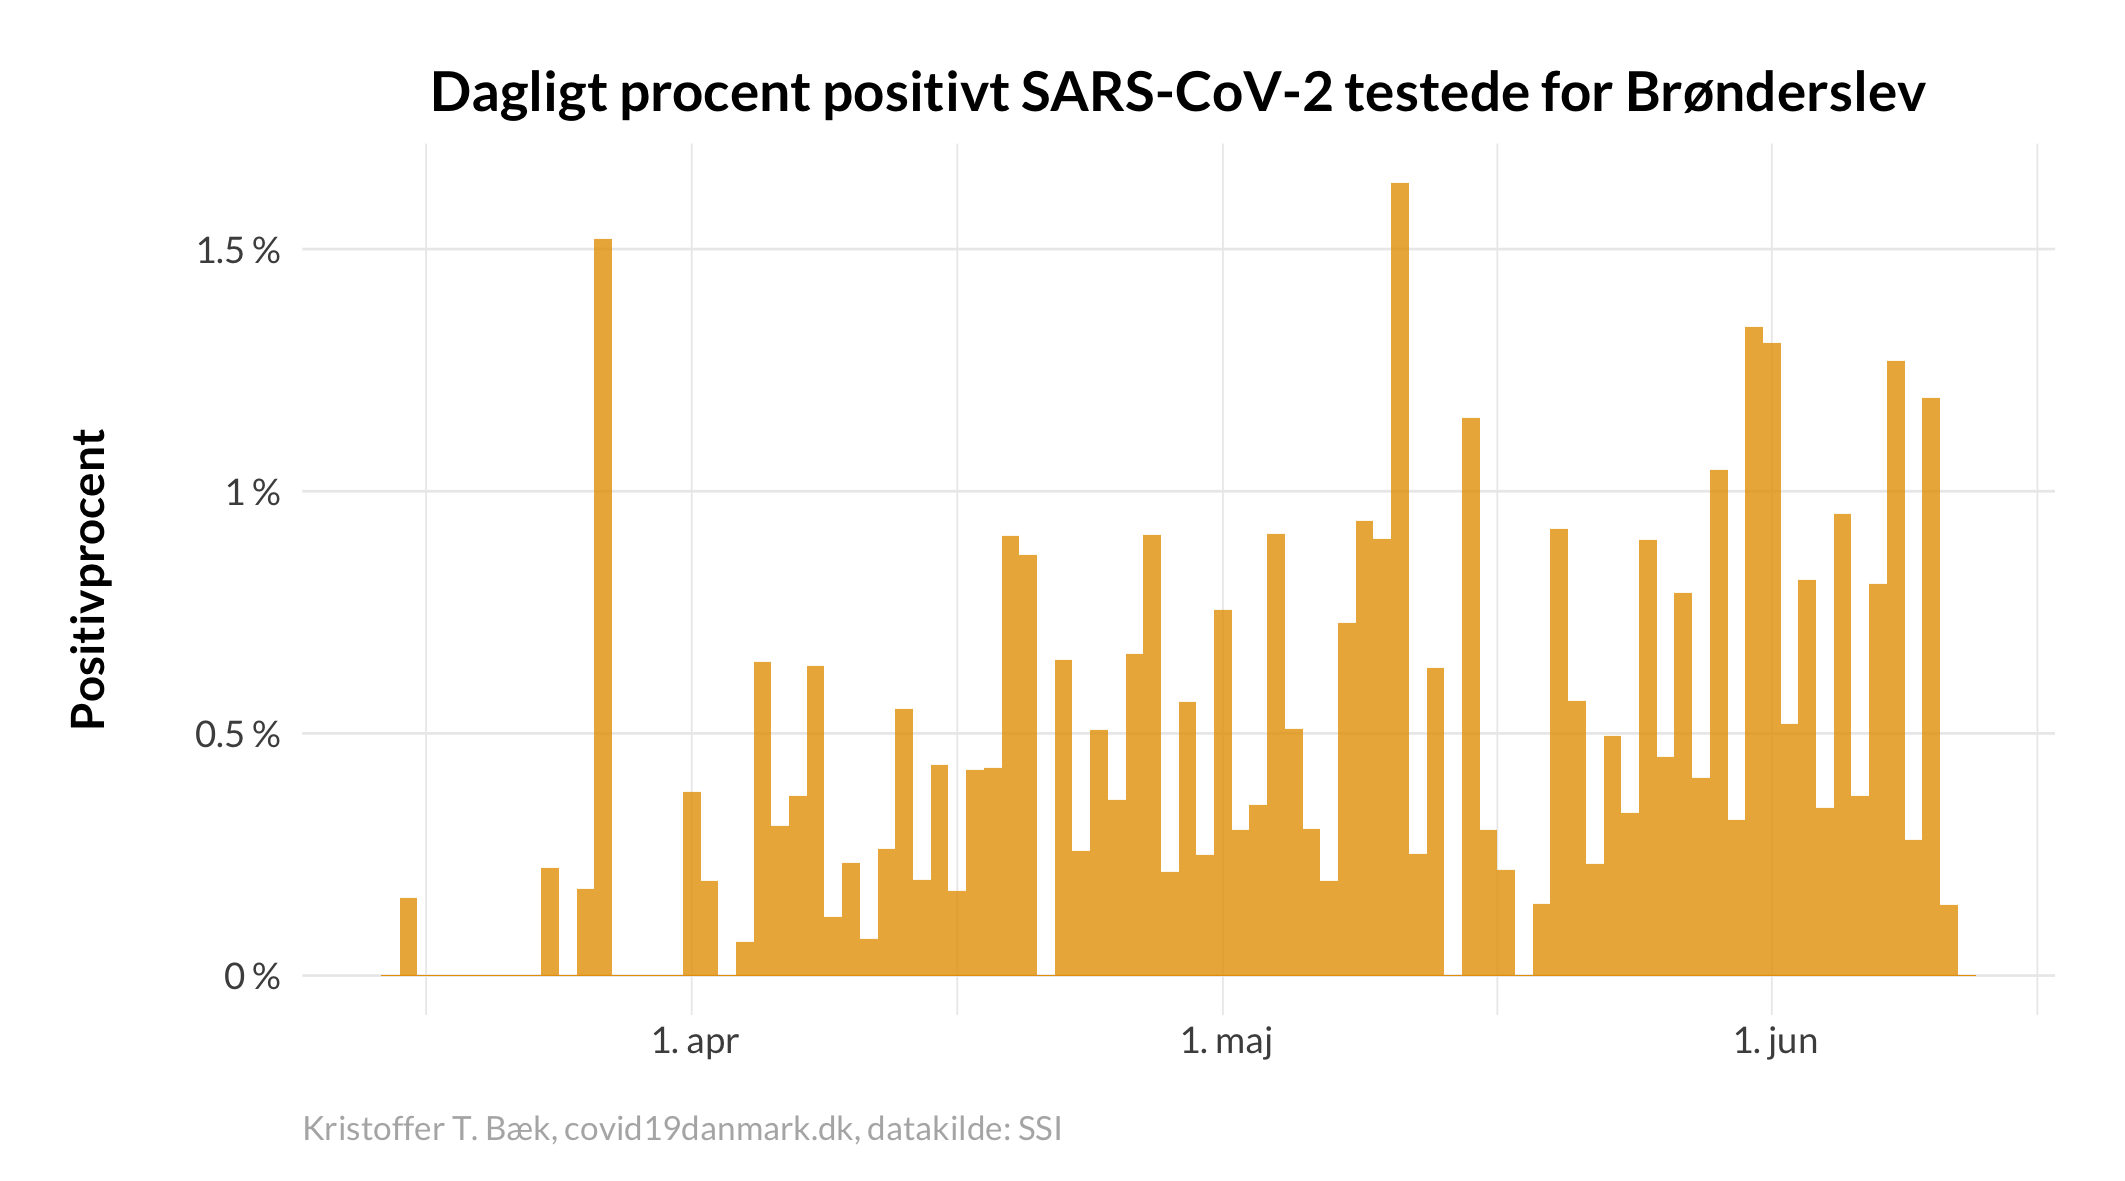 Dagligt procent positivt SARS-CoV-2 testede for Brønderslev
Positivprocent
1.5 %
1 %
0.5 %
0 %
1. apr
1. maj
1. jun
Kristoffer T. Bæk, covid19danmark.dk, datakilde: SSI